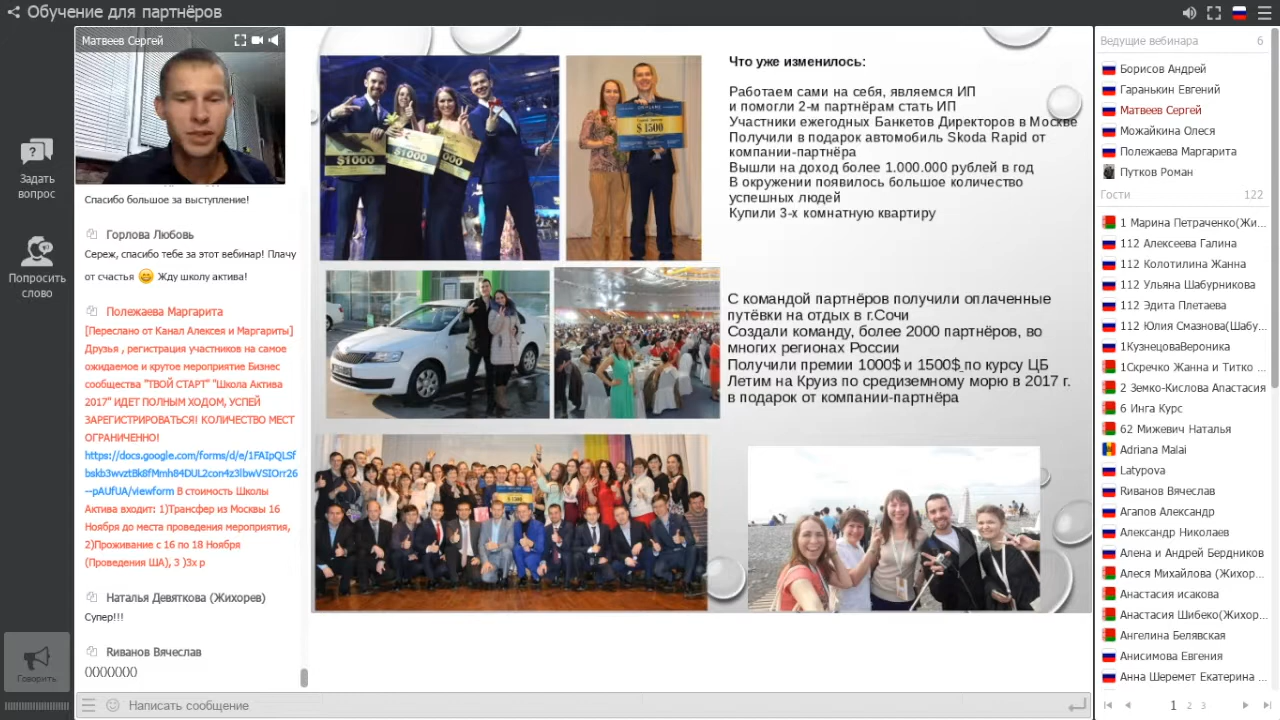 Обучение для партнёров
Матвеев Сергей
Задать
вопрос
Попросить
слово
Говорить
Спасибо большое за выступление!
Горлова Любовь
Сереж, спасибо тебе за этот вебинар! Плачу
от счастья Жду школу актива!
Полежаева Маргарита
[Переслано от Канал Алексея и Маргариты]
Друзья , регистрация участников на самое
ожидаемое и крутое мероприятие Бизнес
сообщества "ТВОЙ СТАРТ" "Школа Актива
2017" ИДЕТ ПОЛНЫМ ХОДОМ, УСПЕЙ
ЗАРЕГИСТРИРОВАТЬСЯ! КОЛИЧЕСТВО МЕСТ
ОГРАНИЧЕННО!
https://docs.google.com/forms/d/e/1FAIpQLSf
bskb3wvztBk8fMmh84DUL2con4z3lbwVSIOrr26
--pAUfUA/viewform В стоимость Школы
Актива входит: 1)Трансфер из Москвы 16
Ноября до места проведения мероприятия,
2)Проживание с 16 по 18 Ноября
(Проведения ША), 3 )3х р
Наталья Девяткова (Жихорев)
Супер!!!
Rиванов Вячеслав
()()()()()()()
Написать сообщение
$1000
$1000
$ 1500
Что уже изменилось:
Работаем сами на себя, являемся ИП
и помогли 2-м партнёрам стать ИП
Участники ежегодных Банкетов Директоров в Москве
Получили в подарок автомобиль Skoda Rapid от
компании-партнёра
Вышли на доход более 1.000.000 рублей в год
В окружении появилось большое количество
успешных людей
Купили 3-х комнатную квартиру
С командой партнёров получили оплаченные
путёвки на отдых в г.Сочи
Создали команду, более 2000 партнёров, во
многих регионах России
Получили премии 1000$ и 1500$ по курсу ЦБ
Летим на Круиз по средиземному морю в 2017 г.
в подарок от компании-партнёра
Ведущие вебинара 6
Борисов Андрей
Гаранькин Евгений
Матвеев Сергей
Можайкина Олеся
Полежаева Маргарита
Путков Роман
Гости 122
1 Марина Петраченко(Жи...
112 Алексеева Галина
112 Колотилина Жанна
112 Ульяна Шабурникова
112 Эдита Плетаева
112 Юлия Смазнова(Шабу...
1КузнецоваВероника
1Скречко Жанна и Титко ...
2 Земко-Кислова Апастасия
6 Инга Курс
62 Мижевич Наталья
Adriana Malai
Latypova
Rиванов Вячеслав
Агапов Александр
Александр Николаев
Алена и Андрей Бердников
Алеся Михайлова (Жихор...
Анастасия исакова
Анастасия Шибеко(Жихор...
Ангелина Белявская
Анисимова Евгения
Анна Шеремет Екатерина ...
1 2 3